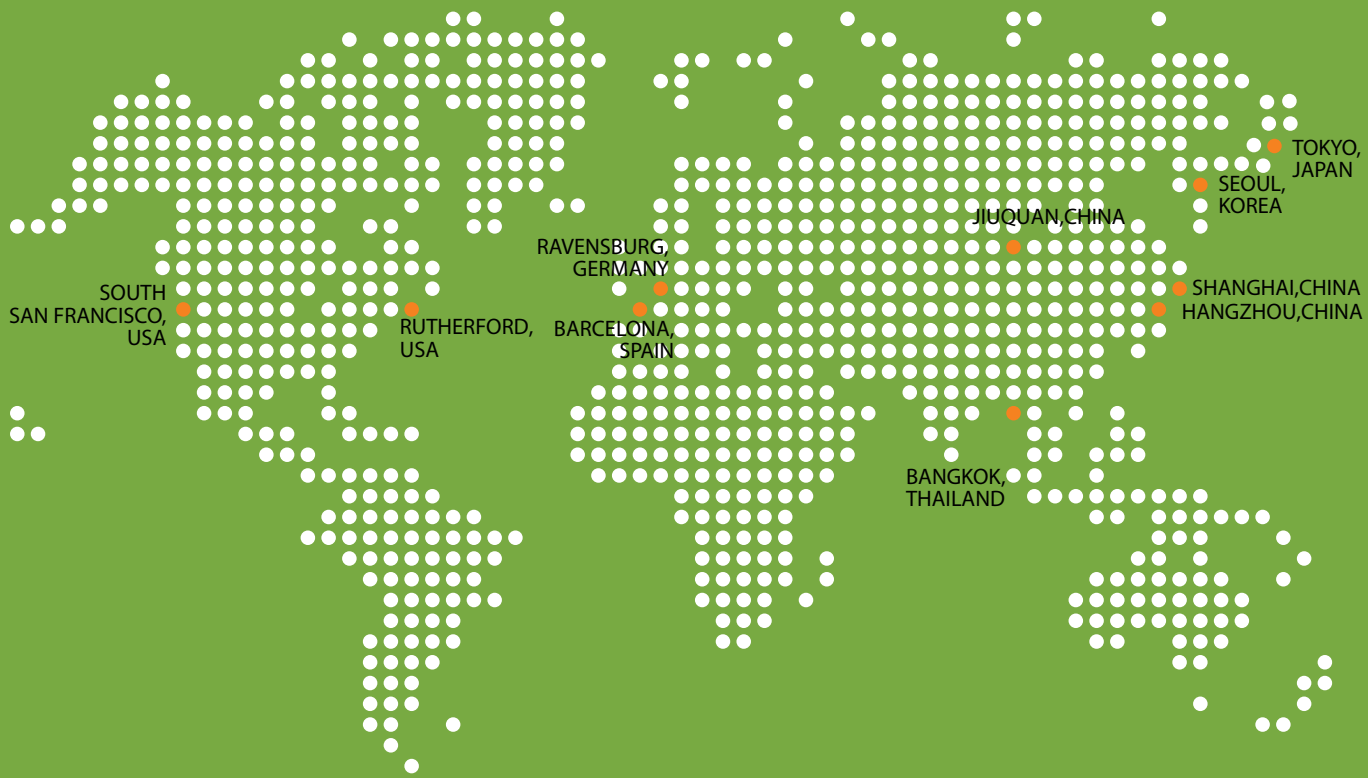 TOKYO,
JAPAN
SEOUL,
KOREA
JIUQUAN,CHINA
RAVENSBURG,
GERMANY
SHANGHAI,CHINA
HANGZHOU,CHINA
SOUTH
SAN FRANCISCO,
USA
RUTHERFORD,
USA
BARCELONA,
SPAIN
BANGKOK,
THAILAND